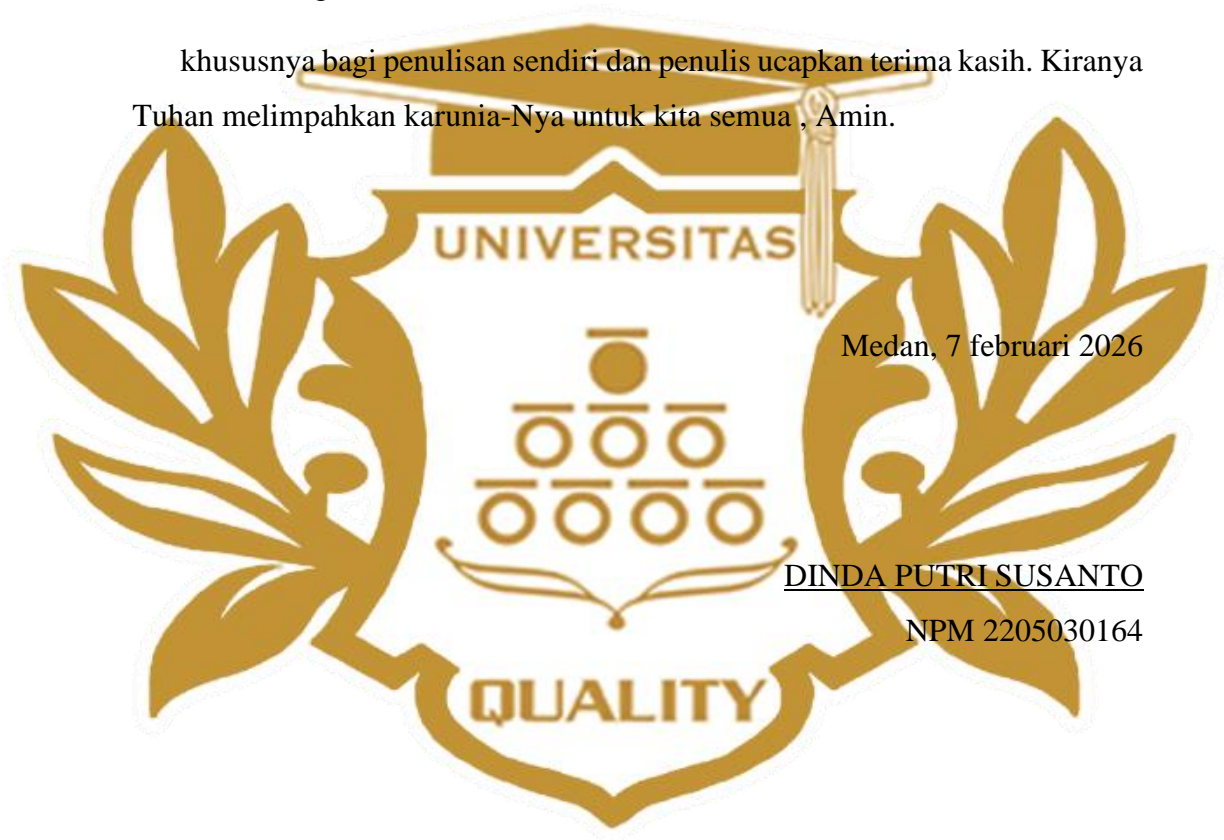 khususnya bagi penulisan sendiri dan penulis ucapkan terima kasih. Kiranya
Tuhan melimpahkan karunia-Nya untuk kita semua , Amin.
UNIVERSITAS
Medan, 7 februari 2026
DINDA PUTRI SUSANTO
NPM 2205030164
QUALITY